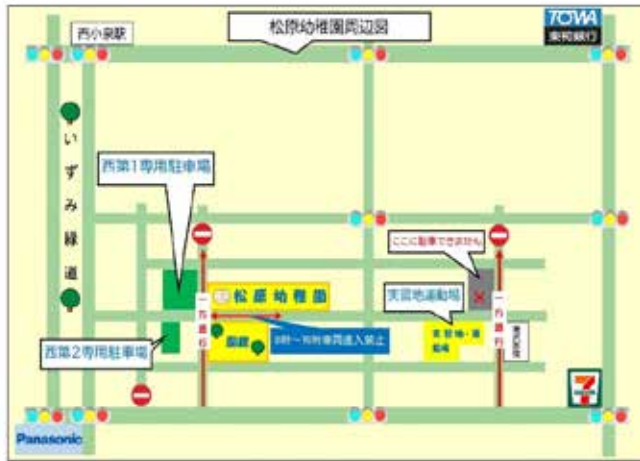 西小泉駅
松原幼稚園周辺図
TOWA
東和銀行
いずみ緑道
西第1専用駐車場
ここに駐車できません
松原幼稚園
実習地運動場
一方通行
一方通行
園庭
8時～16時車両進入禁止
西第2専用駐車場
Panasonic